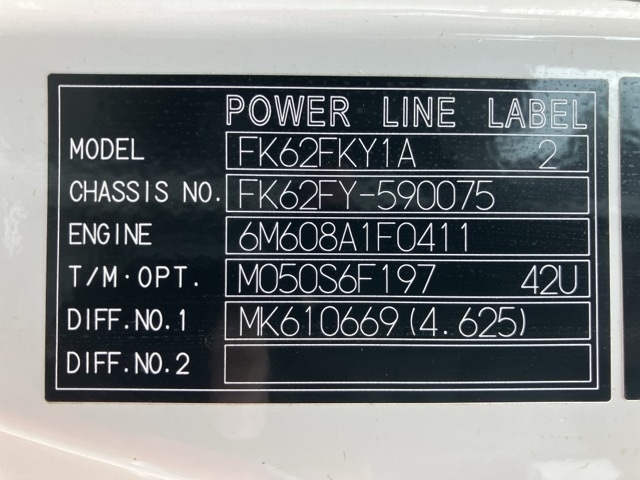 POWER LINE LABEL
MODEL FK62FKY1A 2
CHASSIS NO. FK62FY-590075
ENGINE 6M608A1F0411
T/M·OPT. M050S6F197 42U
DIFF.NO.1 MK610669(4.625)
DIFF.NO.2